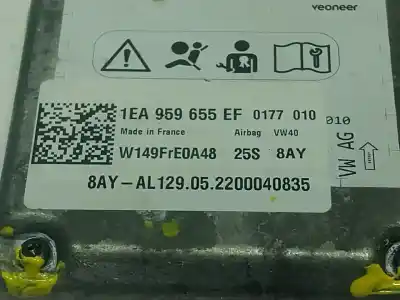 veoneer
1EA 959 655 EF 0177 010
010
Made in France Airbag VW40
W149FrE0A48 25S 8AY
8AY-AL129.05.2200040835
VW AG